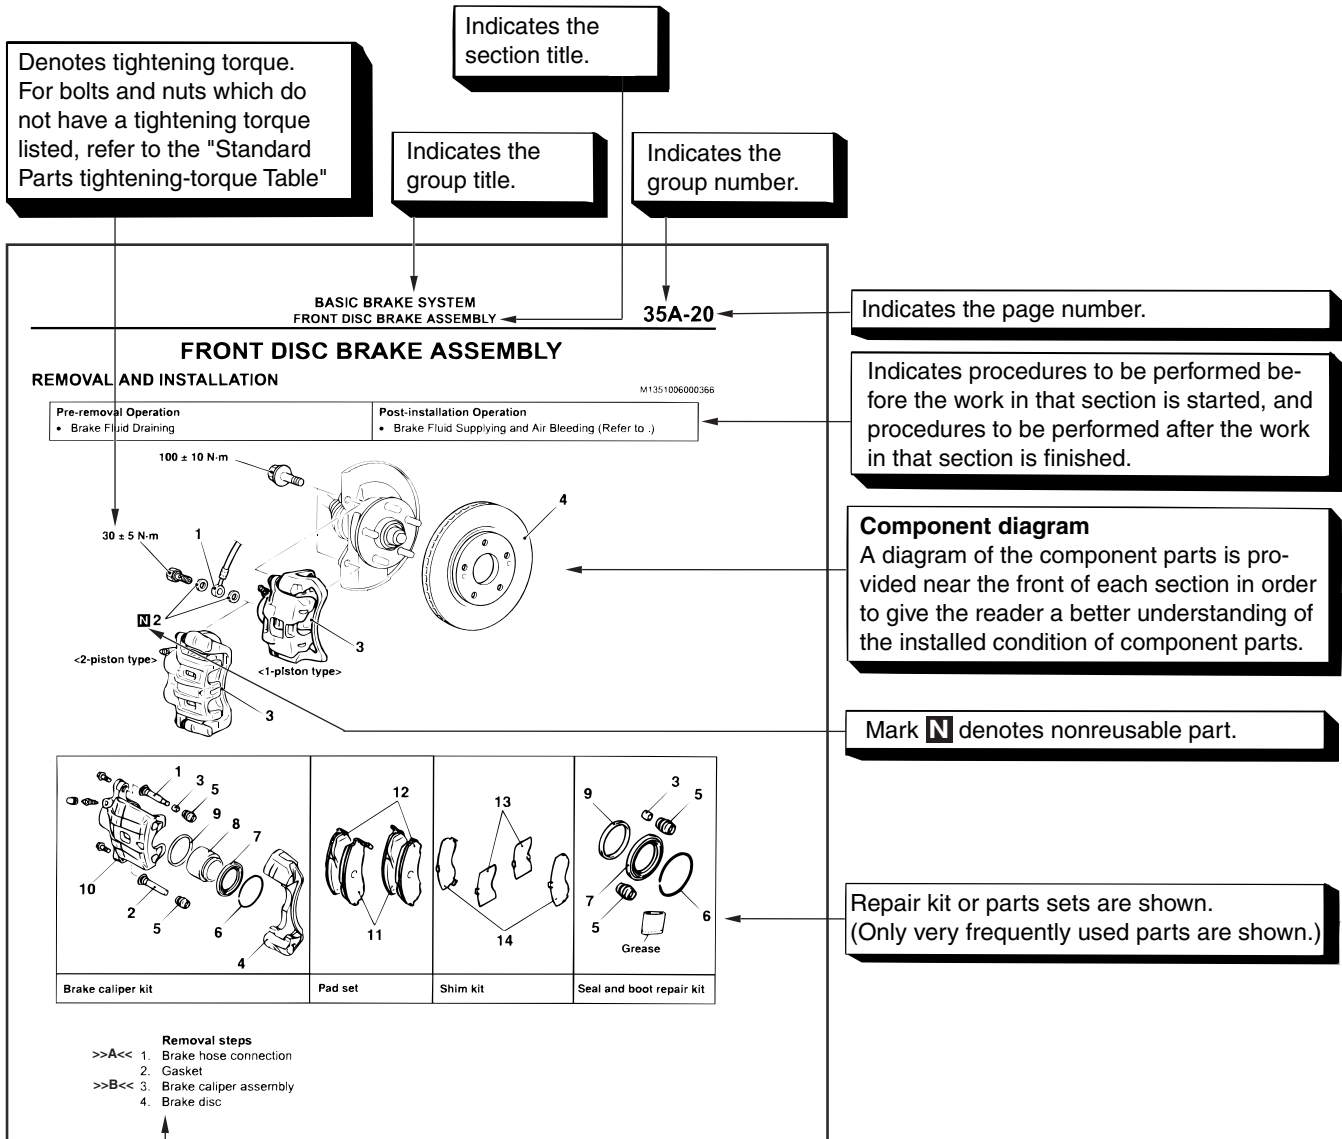 Indicates the
section title.
Denotes tightening torque.
For bolts and nuts which do
not have a tightening torque
listed, refer to the "Standard
Parts tightening-torque Table"
Indicates the
group title.
Indicates the
group number.
BASIC BRAKE SYSTEM
FRONT DISC BRAKE ASSEMBLY
35A-20
Indicates the page number.
FRONT DISC BRAKE ASSEMBLY
REMOVAL AND INSTALLATION
M1351006000366
Pre-removal Operation
• Brake Fluid Draining
Post-installation Operation
• Brake Fluid Supplying and Air Bleeding (Refer to .)
Indicates procedures to be performed be-
fore the work in that section is started, and
procedures to be performed after the work
in that section is finished.
100 ± 10 N·m
4
30 ± 5 N·m
1
N 2
3
<1-piston type>
<2-piston type>
3
Component diagram
A diagram of the component parts is pro-
vided near the front of each section in order
to give the reader a better understanding of
the installed condition of component parts.
Mark N denotes nonreusable part.
1
3
5
9
8
7
10
2
5
6
4
Brake caliper kit
12
11
Pad set
13
14
Shim kit
3
5
9
7
5
6
Grease
Seal and boot repair kit
Repair kit or parts sets are shown.
(Only very frequently used parts are shown.)
Removal steps
>>A<< 1. Brake hose connection
2. Gasket
>>B<< 3. Brake caliper assembly
4. Brake disc